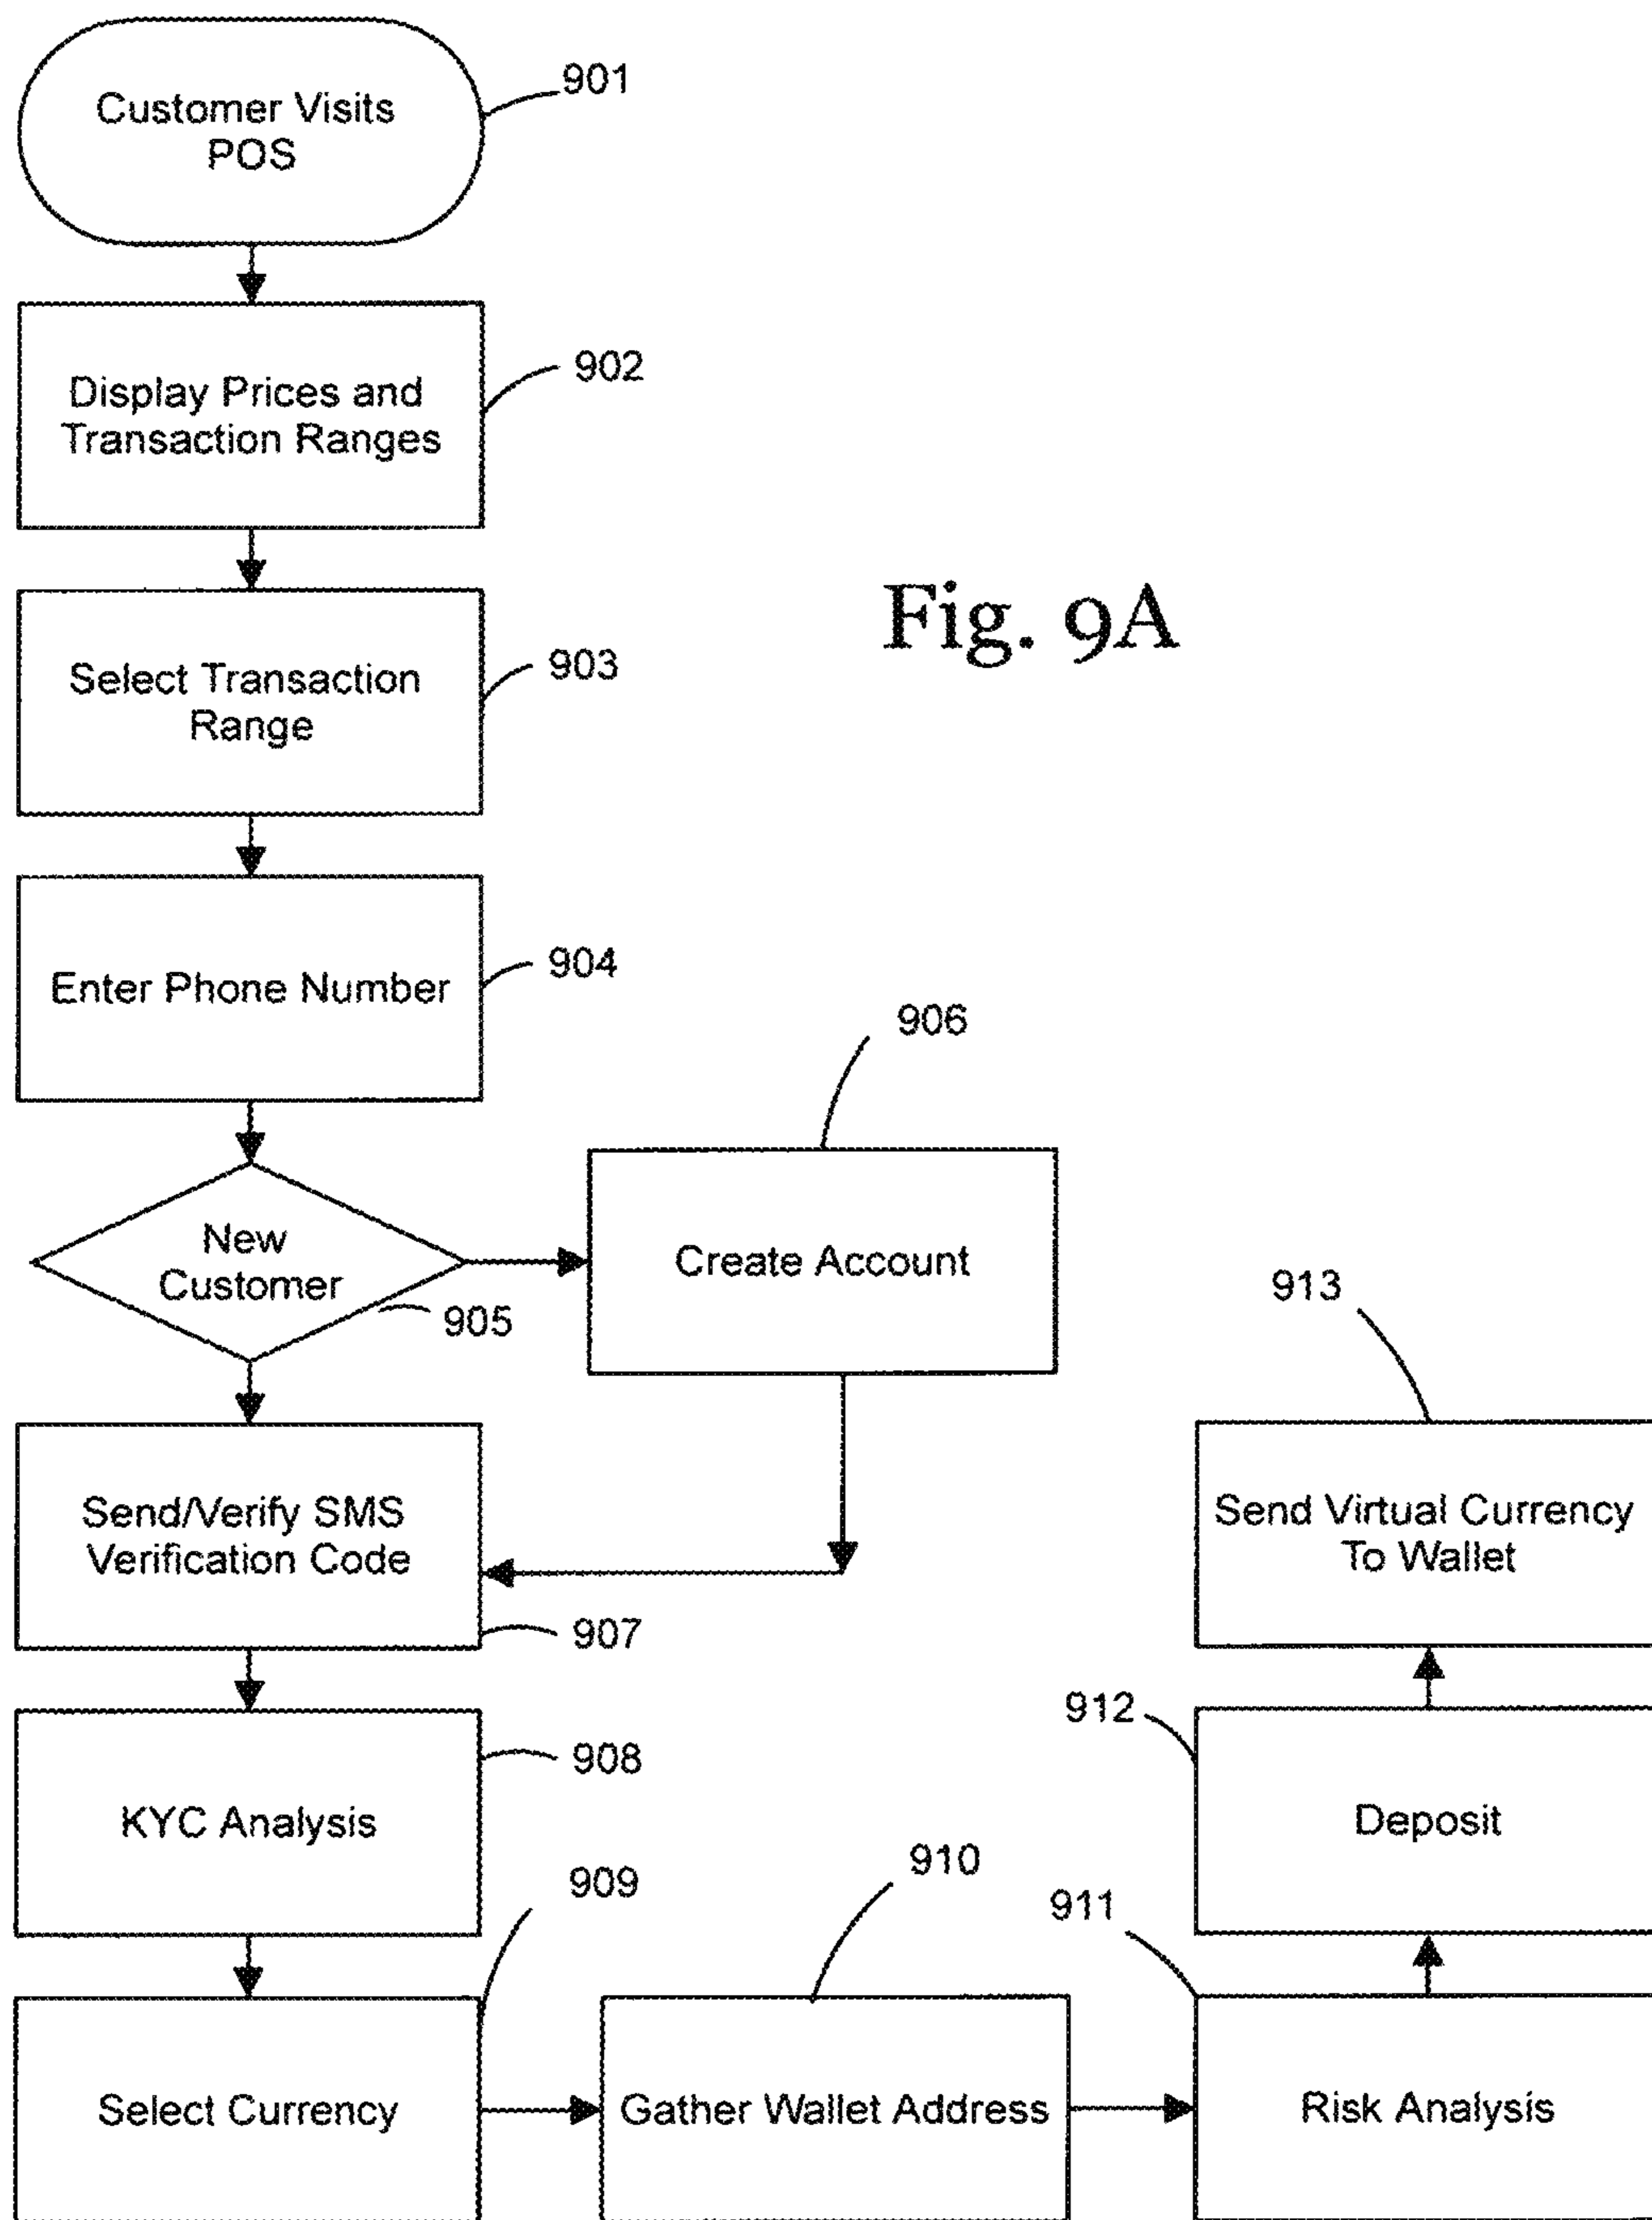 Customer Visits
POS
901
Display Prices and
Transaction Ranges
902
Fig. 9A
Select Transaction
Range
903
Enter Phone Number
904
906
New
Customer
905
Create Account
913
Send/Verify SMS
Verification Code
907
Send Virtual Currency
To Wallet
KYC Analysis
908
912
Deposit
909
910
911
Select Currency
Gather Wallet Address
Risk Analysis